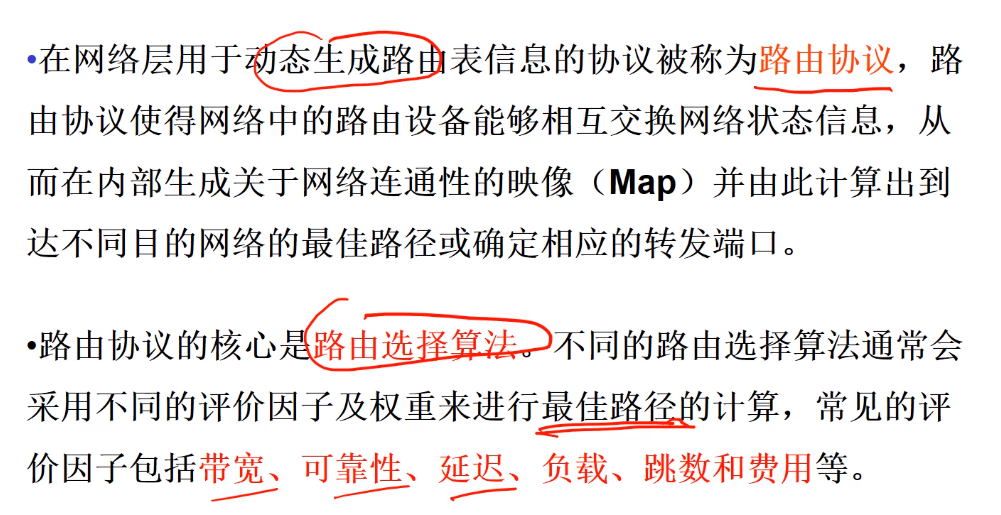 •在网络层用于动态生成路由表信息的协议被称为路由协议，路
由协议使得网络中的路由设备能够相互交换网络状态信息，从
而在内部生成关于网络连通性的映像（Map）并由此计算出到
达不同目的网络的最佳路径或确定相应的转发端口。
•路由协议的核心是路由选择算法。不同的路由选择算法通常会
采用不同的评价因子及权重来进行最佳路径的计算，常见的评
价因子包括带宽、可靠性、延迟、负载、跳数和费用等。